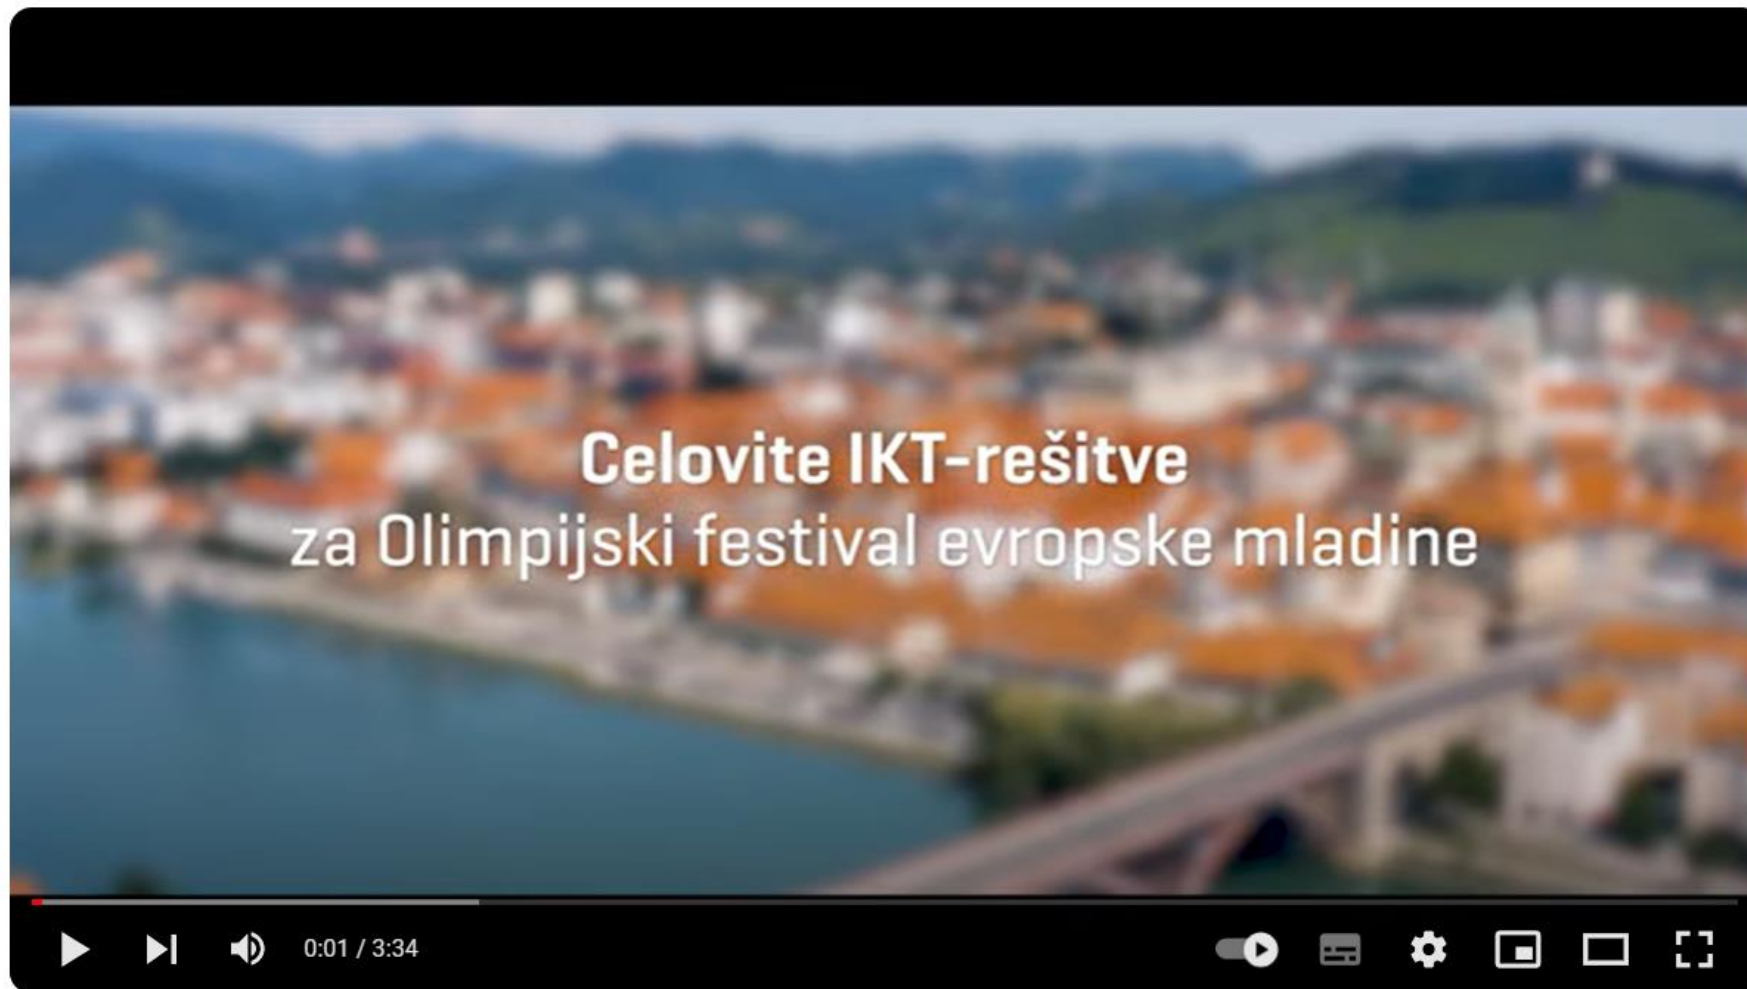 Celovite IKT-rešitve
za Olimpijski festival evropske mladine
0:01 / 3:34